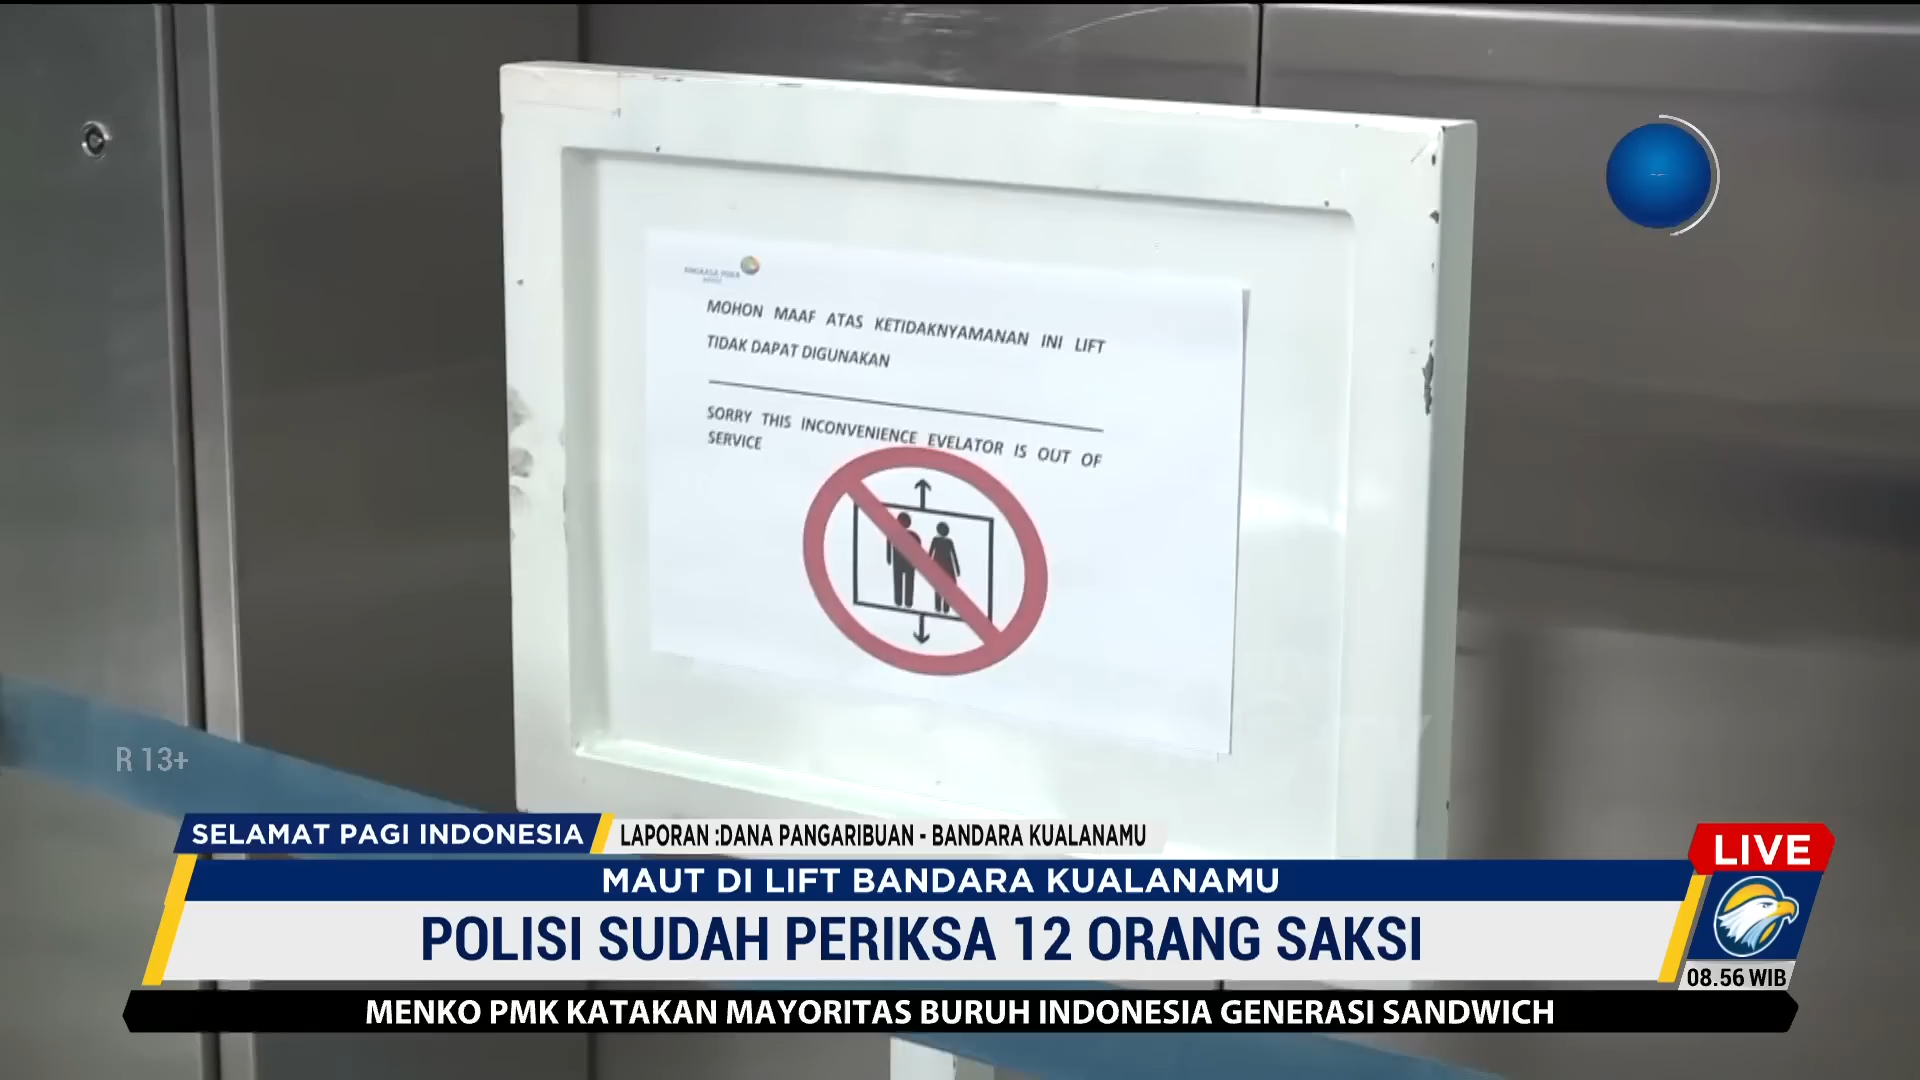 ANGKASA PURA
MOHON MAAF ATAS KETIDAKNYAMANAN INI LIFT
TIDAK DAPAT DIGUNAKAN
SORRY THIS INCONVENIENCE EVELATOR IS OUT OF
SERVICE
R 13+
SELAMAT PAGI INDONESIA
LAPORAN :DANA PANGARIBUAN - BANDARA KUALANAMU
LIVE
MAUT DI LIFT BANDARA KUALANAMU
POLISI SUDAH PERIKSA 12 ORANG SAKSI
08.56 WIB
MENKO PMK KATAKAN MAYORITAS BURUH INDONESIA GENERASI SANDWICH